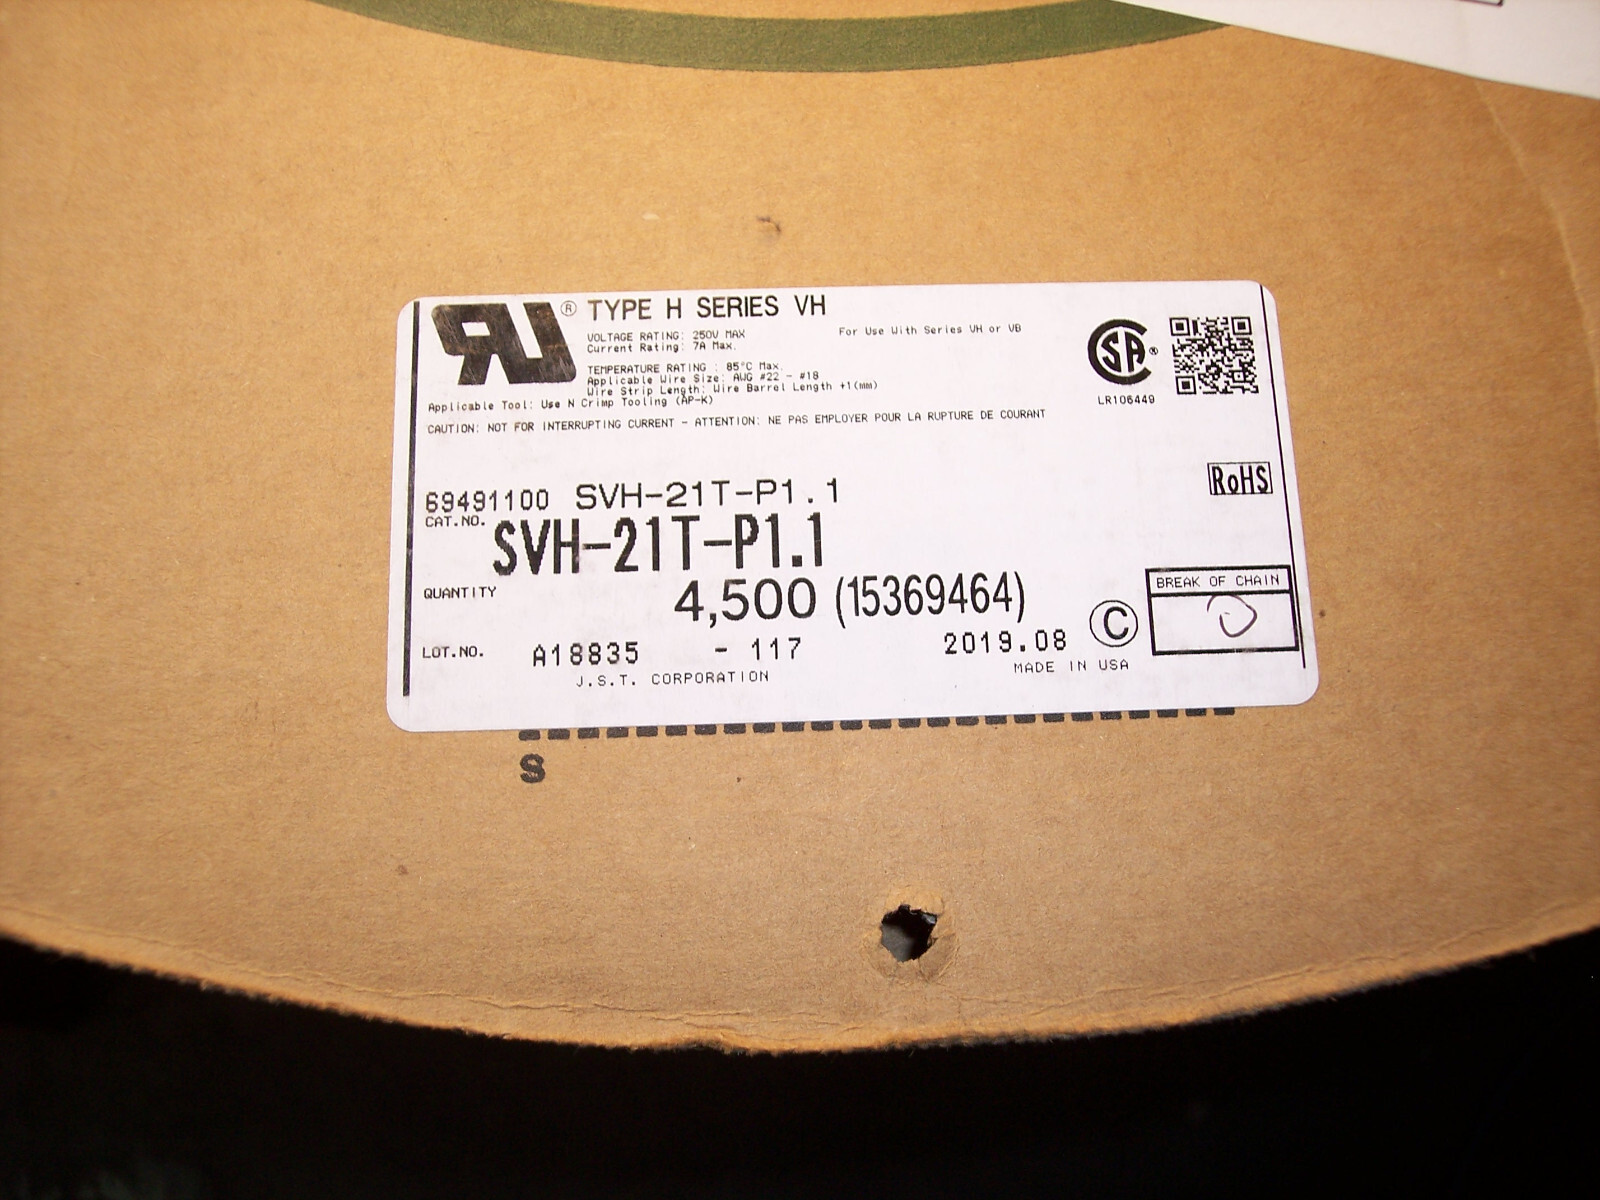 ® TYPE H SERIES VH
VOLTAGE RATING: 250V MAX
For Use With Series VH or VB
Current Rating: 7A Max.
TEMPERATURE RATING : 85°C Max.
Applicable Wire Size: AWG #22 - #18
Wire Strip Length: Wire Barrel Length +1(mm)
Applicable Tool: Use N Crimp Tooling (AP-K)
CAUTION: NOT FOR INTERRUPTING CURRENT - ATTENTION: NE PAS EMPLOYER POUR LA RUPTURE DE COURANT
SA ®
LR106449
RoHS
69491100 SVH-21T-P1.1
CAT.NO. SVH-21T-P1.1
QUANTITY 4,500 (15369464)
BREAK OF CHAIN
0
LOT.NO. A18835 - 117 2019.08 C
J.S.T. CORPORATION MADE IN USA
S